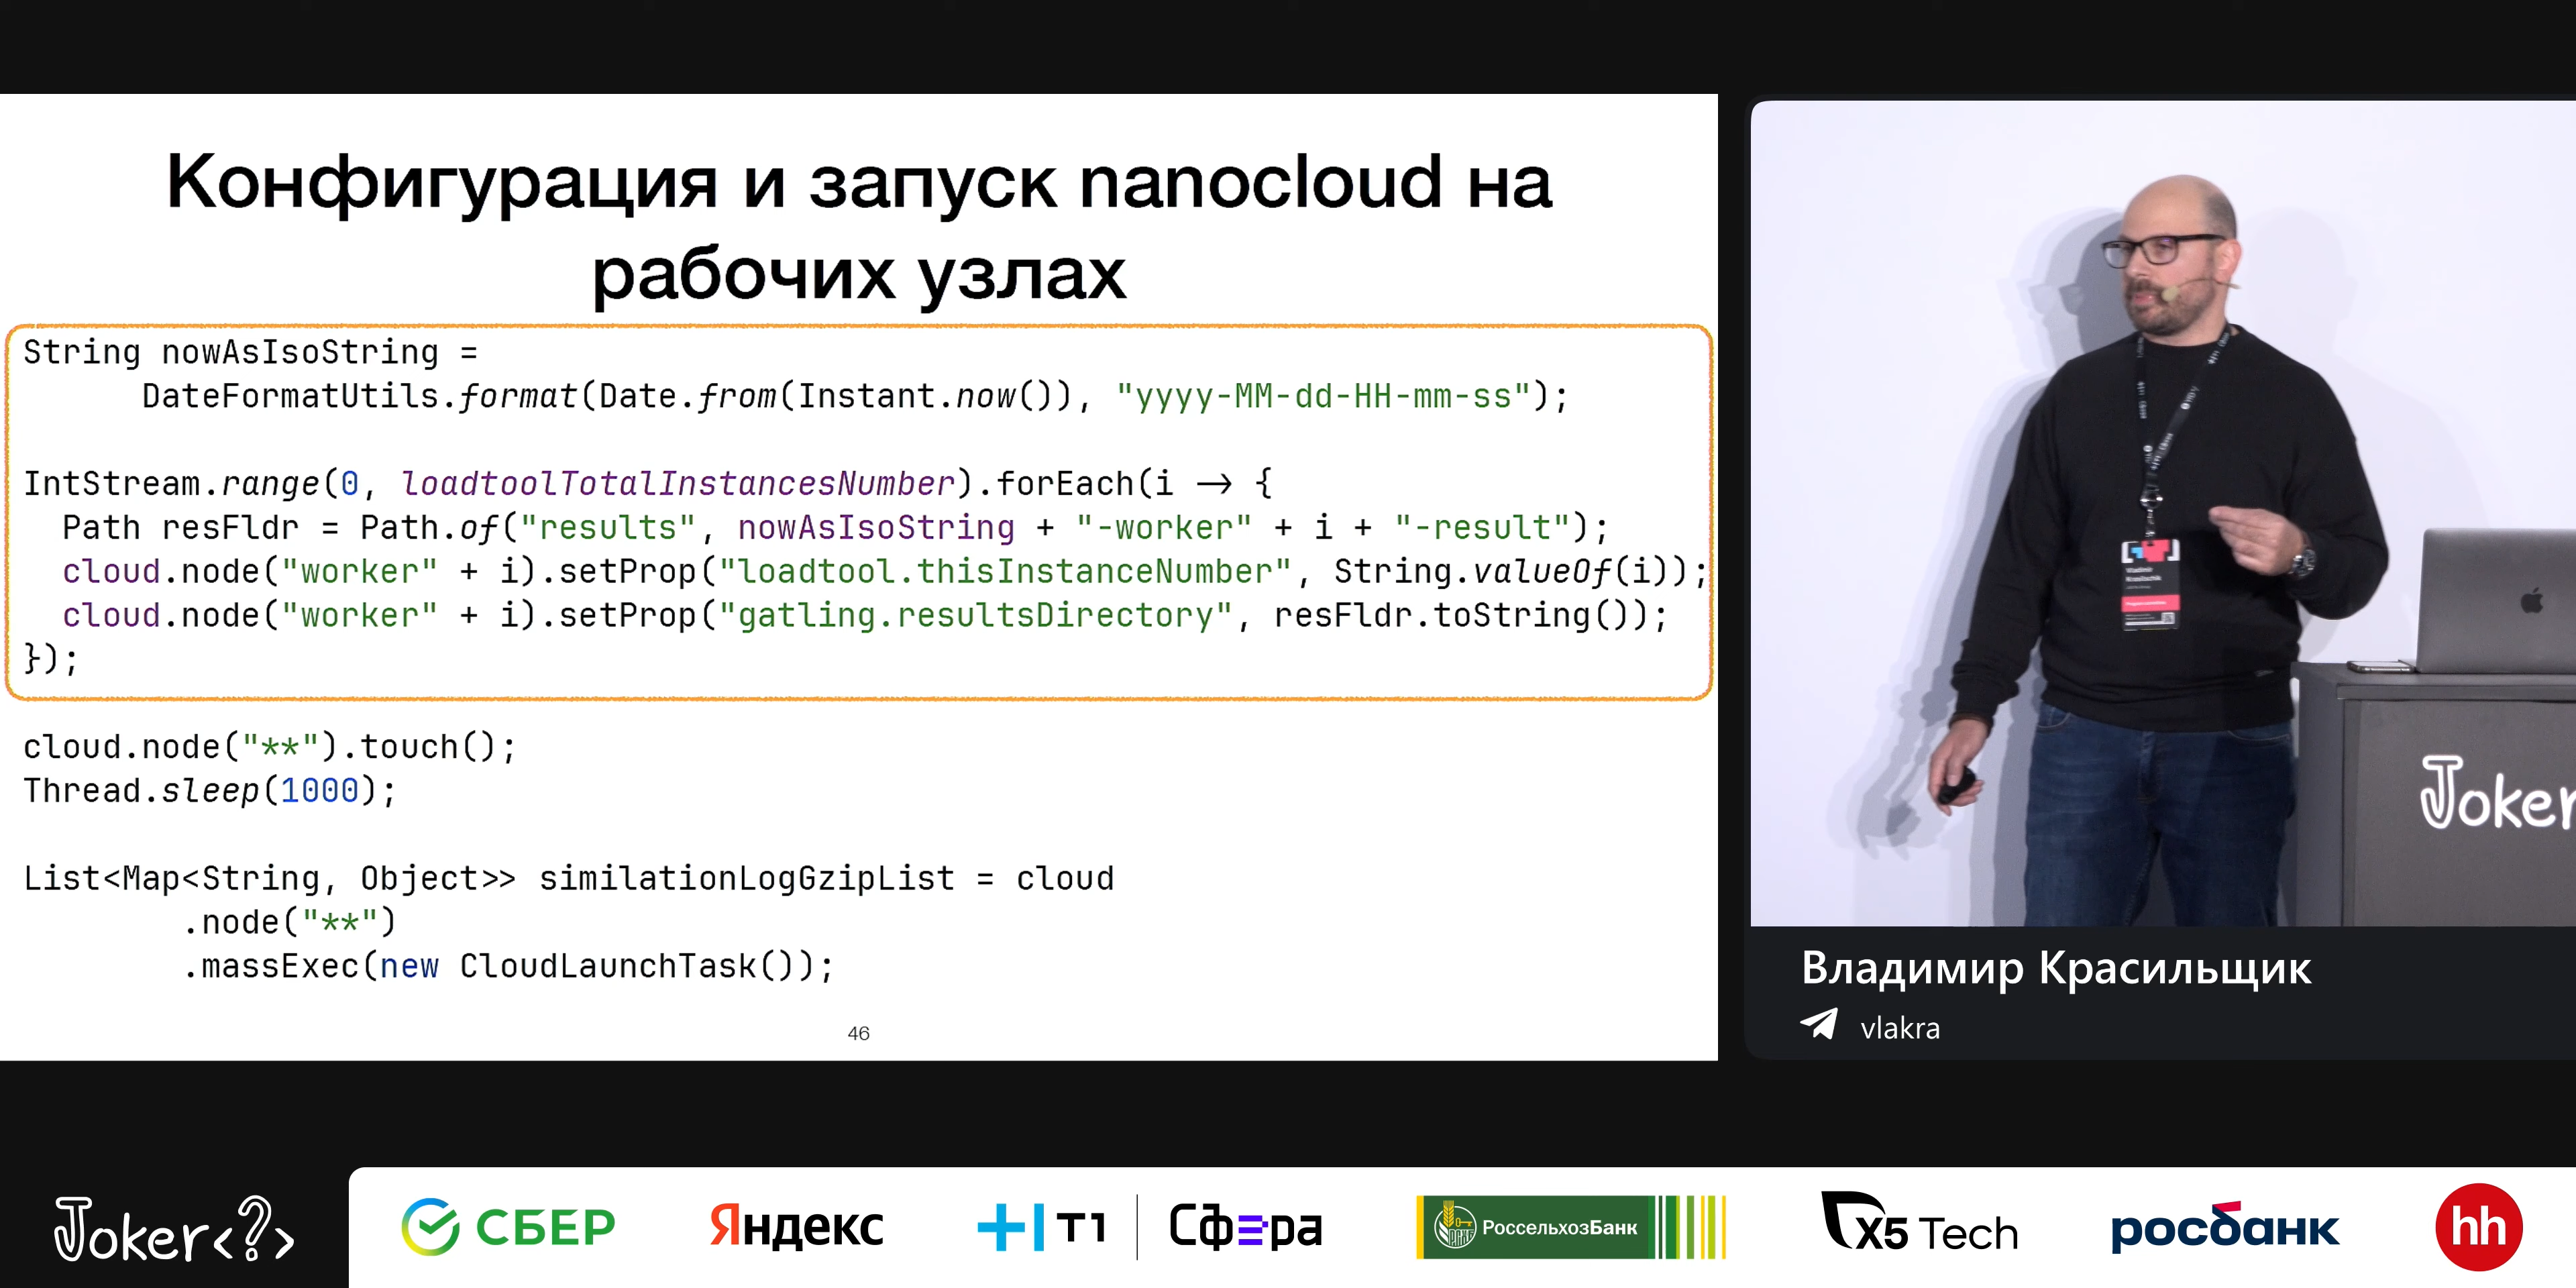 Конфигурация и запуск nanocloud на
рабочих узлах
String nowAsIsoString =
DateFormatUtils.format(Date.from(Instant.now()), "yyyy-MM-dd-HH-mm-ss");
IntStream.range(0, loadtoolTotalInstancesNumber).forEach(i → {
Path resFldr = Path.of("results", nowAsIsoString + "-worker" + i + "-result");
cloud.node("worker" + i).setProp("loadtool.thisInstanceNumber", String.valueOf(i));
cloud.node("worker" + i).setProp("gatling.resultsDirectory", resFldr.toString());
});
cloud.node("**").touch();
Thread.sleep(1000);
List<Map<String, Object>> similationLogGzipList = cloud
.node("**")
.massExec(new CloudLaunchTask());
46
Joker
Владимир Красильщик
vlakra
Joker<?>
СБЕР
Яндекс
Т1
Сфера
РоссельхозБанк
X5 Tech
росбанк
hh